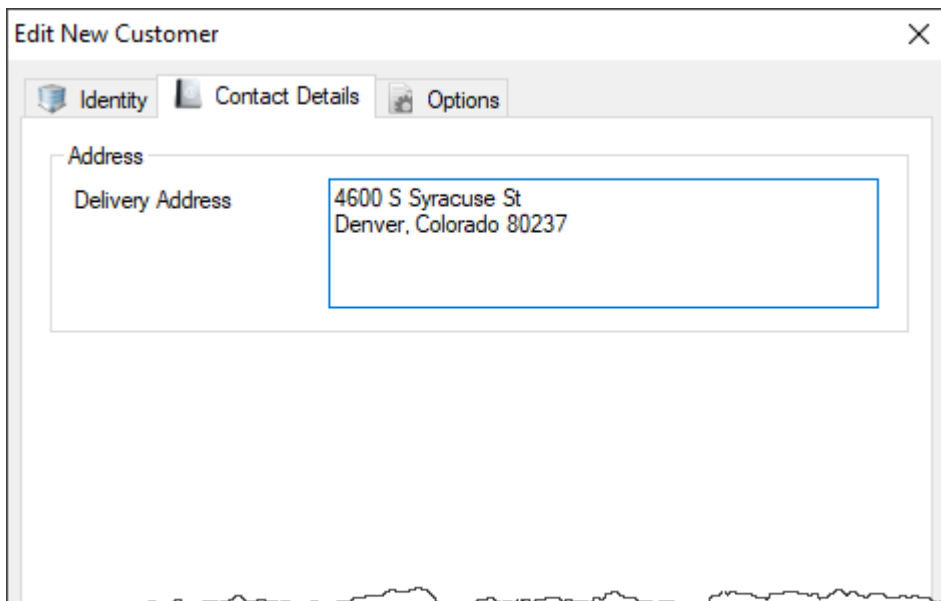 Edit New Customer
Identity
Contact Details
Options
Address
Delivery Address
4600 S Syracuse St
Denver, Colorado 80237